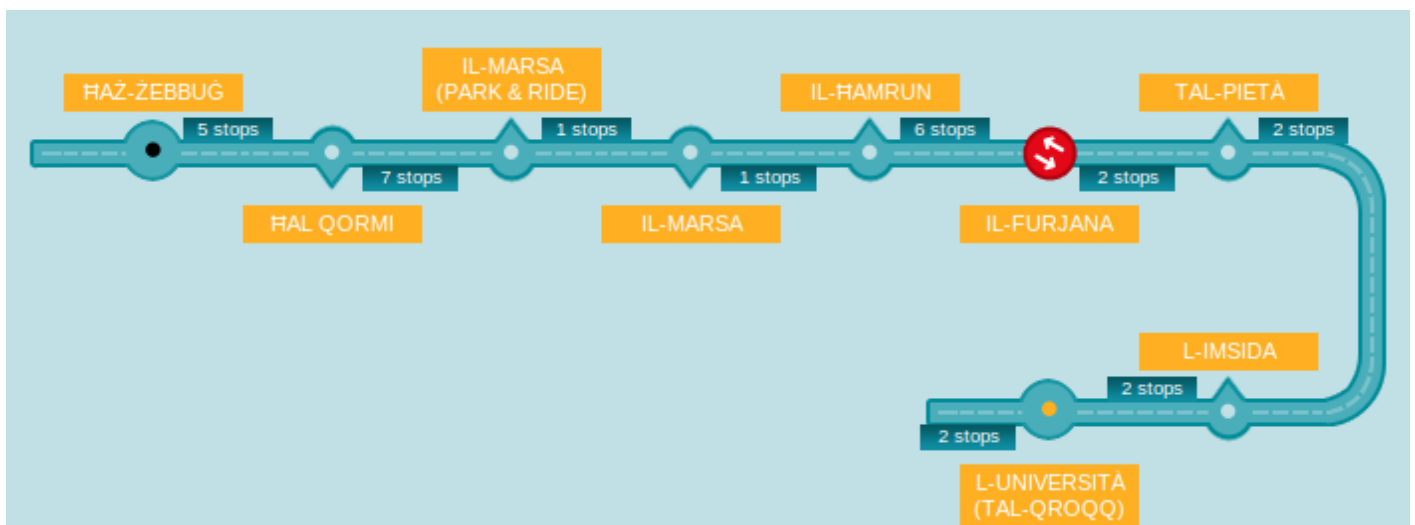 ĦAŻ-ŻEBBUĠ
5 stops
ĦAL QORMI
7 stops
IL-MARSA
(PARK & RIDE)
1 stops
IL-MARSA
1 stops
IL-ĦAMRUN
6 stops
IL-FURJANA
2 stops
TAL-PIETÀ
2 stops
L-IMSIDA
2 stops
L-UNIVERSITÀ
(TAL-QROQQ)
2 stops